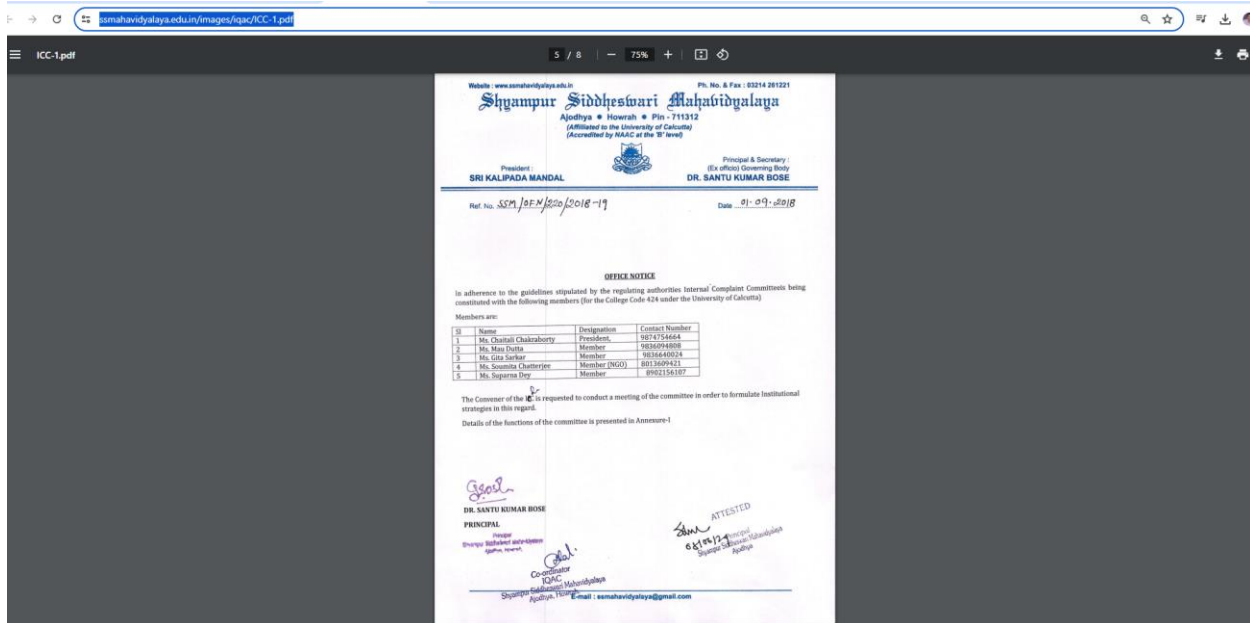 ssmahavidyalaya.edu.in/images/iqac/ICC-1.pdf
ICC-1.pdf 5 / 8 75%
Website : www.ssmahavidyalaya.edu.in Ph. No. & Fax : 03214 261221
Shyampur Siddheswari Mahavidyalaya
Ajodhya • Howrah • Pin - 711312
(Affiliated to the University of Calcutta)
(Accredited by NAAC at the 'B' level)
President : Principal & Secretary :
(Ex officio) Governing Body
SRI KALIPADA MANDAL DR. SANTU KUMAR BOSE
Ref. No. SSM/OFN/220/2018-19 Date 01-09-2018
OFFICE NOTICE
In adherence to the guidelines stipulated by the regulating authorities Internal Complaint Committeeis being
constituted with the following members (for the College Code 424 under the University of Calcutta)
Members are:
Sl Name Designation Contact Number
1 Ms. Chaitali Chakraborty President, 9874754664
2 Ms. Mau Dutta Member 9836094808
3 Ms. Gita Sarkar Member 9836640024
4 Ms. Soumita Chatterjee Member (NGO) 8013609421
5 Ms. Suparna Dey Member 8902156107
The Convener of the is requested to conduct a meeting of the committee in order to formulate Institutional
strategies in this regard.
Details of the functions of the committee is presented in Annexure-I
DR. SANTU KUMAR BOSE
PRINCIPAL
Principal
ATTESTED
Principal
Shyampur Siddheswari Mahavidyalaya
Ajodhya
Co-ordinator
IQAC
Shyampur Siddheswari Mahavidyalaya
Ajodhya, Howrah
E-mail : ssmahavidyalaya@gmail.com